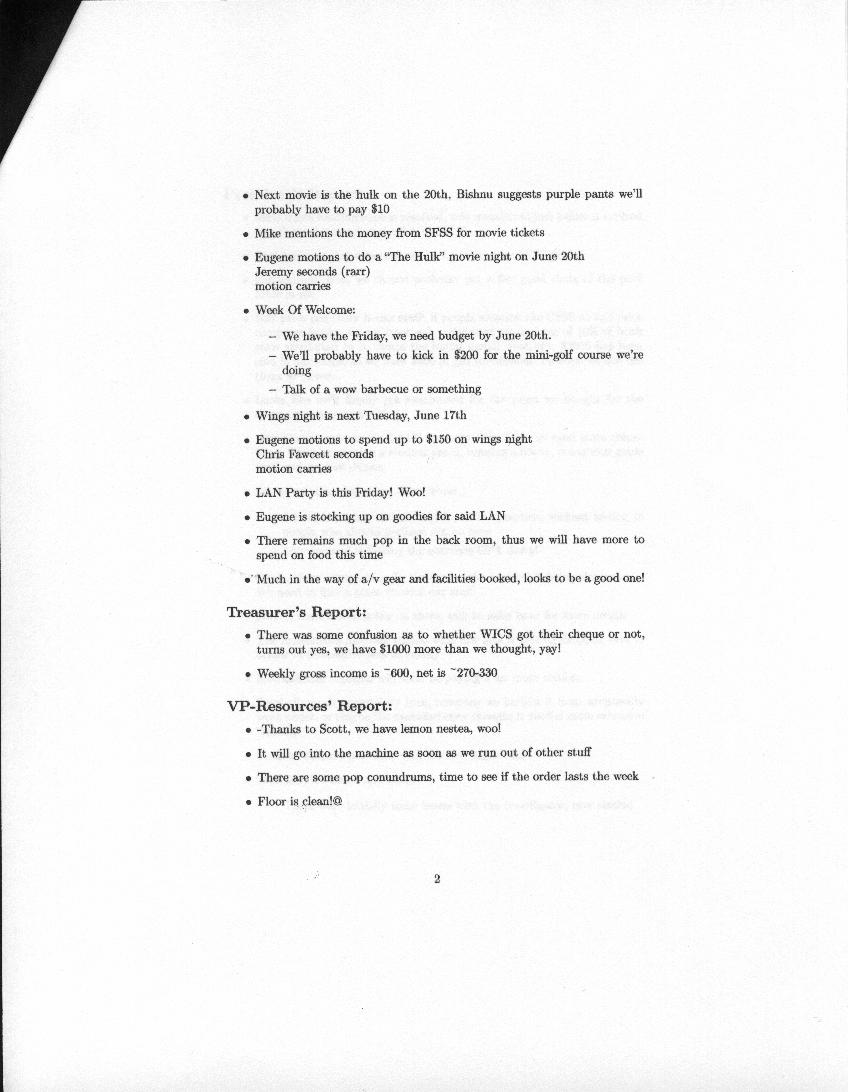 • Next movie is the hulk on the 20th, Bishnu suggests purple pants we'll
probably have to pay $10
• Mike mentions the money from SFSS for movie tickets
• Eugene motions to do a "The Hulk" movie night on June 20th
Jeremy seconds (rarr)
motion carries
• Week Of Welcome:
– We have the Friday, we need budget by June 20th.
– We'll probably have to kick in $200 for the mini-golf course we're
doing
– Talk of a wow barbecue or something
• Wings night is next Tuesday, June 17th
• Eugene motions to spend up to $150 on wings night
Chris Fawcett seconds
motion carries
• LAN Party is this Friday! Woo!
• Eugene is stocking up on goodies for said LAN
• There remains much pop in the back room, thus we will have more to
spend on food this time
• Much in the way of a/v gear and facilities booked, looks to be a good one!
Treasurer's Report:
• There was some confusion as to whether WICS got their cheque or not,
turns out yes, we have $1000 more than we thought, yay!
• Weekly gross income is ~600, net is ~270-330
VP-Resources' Report:
• -Thanks to Scott, we have lemon nestea, woo!
• It will go into the machine as soon as we run out of other stuff
• There are some pop conundrums, time to see if the order lasts the week
• Floor is clean!@
2